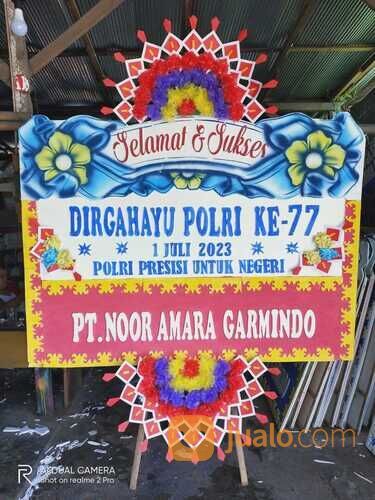 Selamat & Sukses
DIRGAHAYU POLRI KE-77
1 JULI 2023
POLRI PRESISI UNTUK NEGERI
PT. NOOR AMARA GARMINDO
jualo.com
R GLOBAL CAMERA
Shot on realme 2 Pro